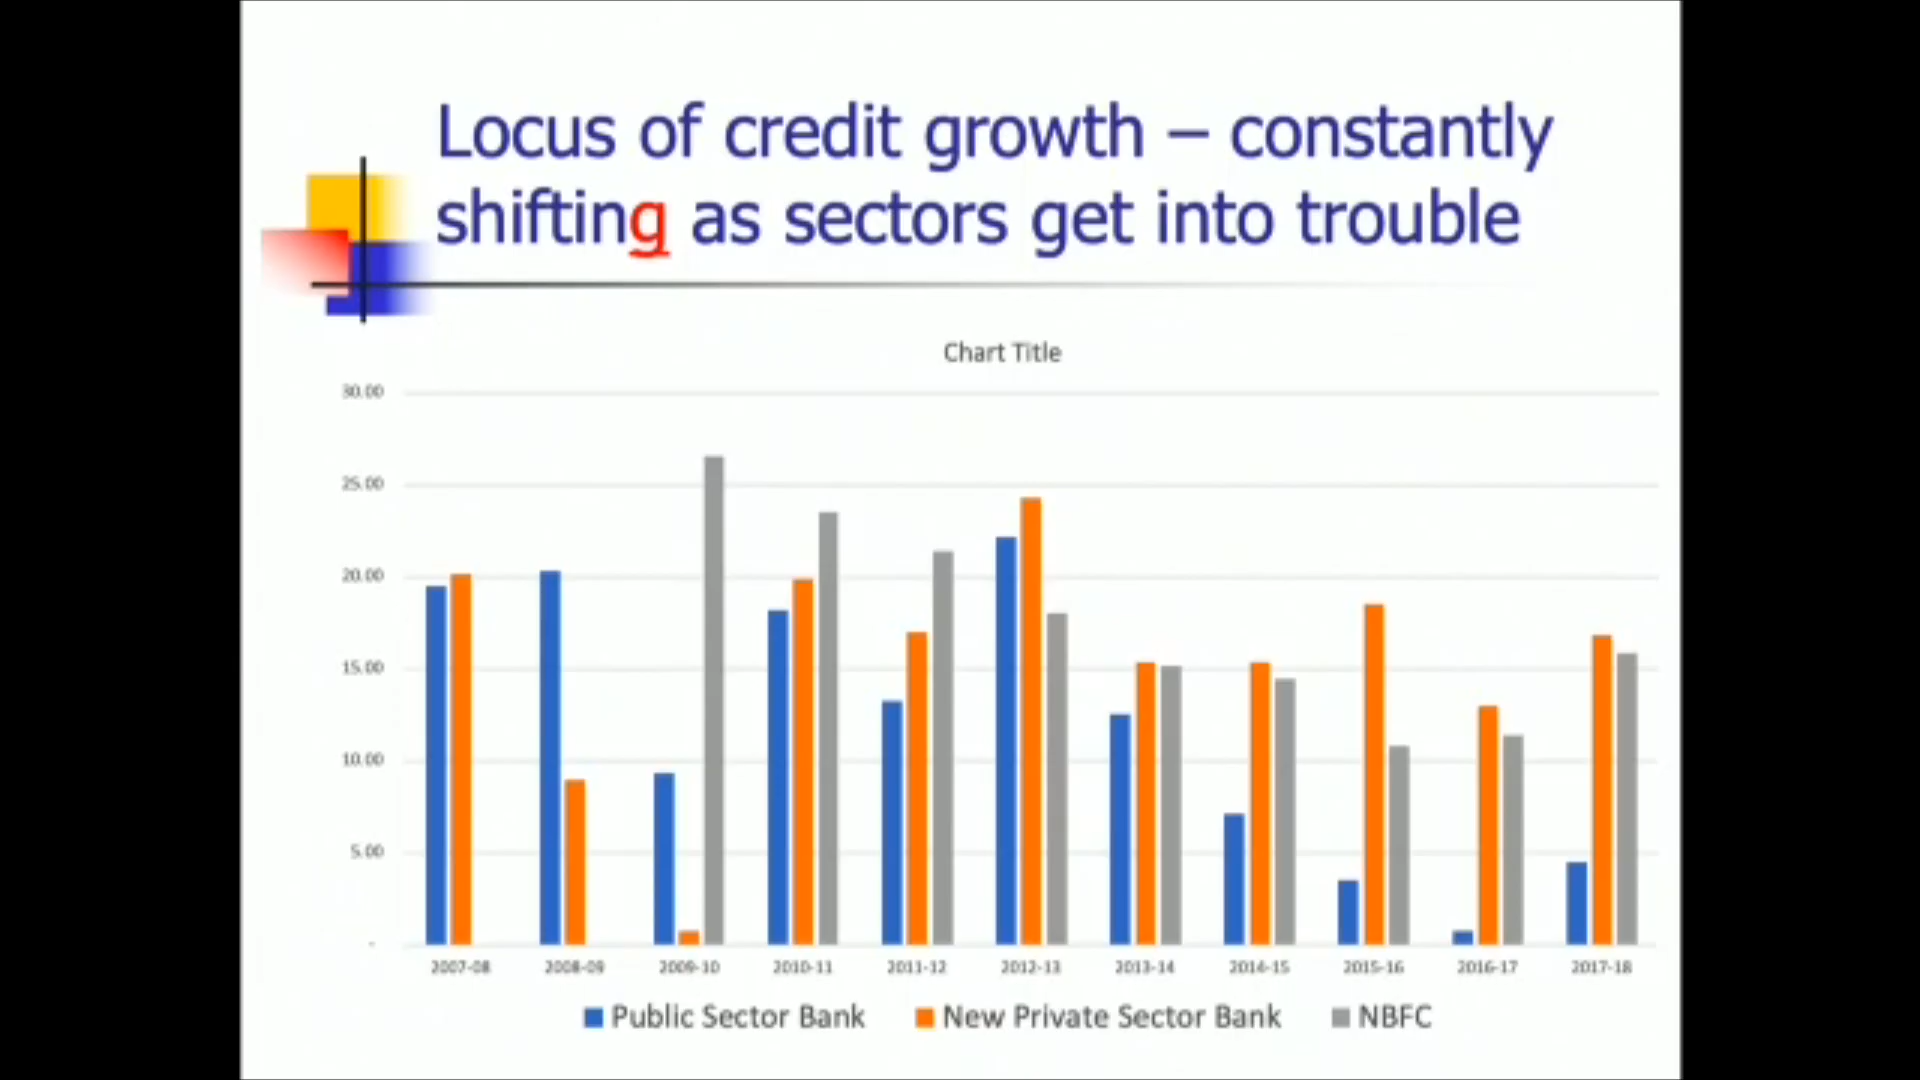 Locus of credit growth – constantly
shifting as sectors get into trouble
Chart Title
30.00
25.00
20.00
15.00
10.00
5.00
-
2007-08 2008-09 2009-10 2010-11 2011-12 2012-13 2013-14 2014-15 2015-16 2016-17 2017-18
Public Sector Bank New Private Sector Bank NBFC